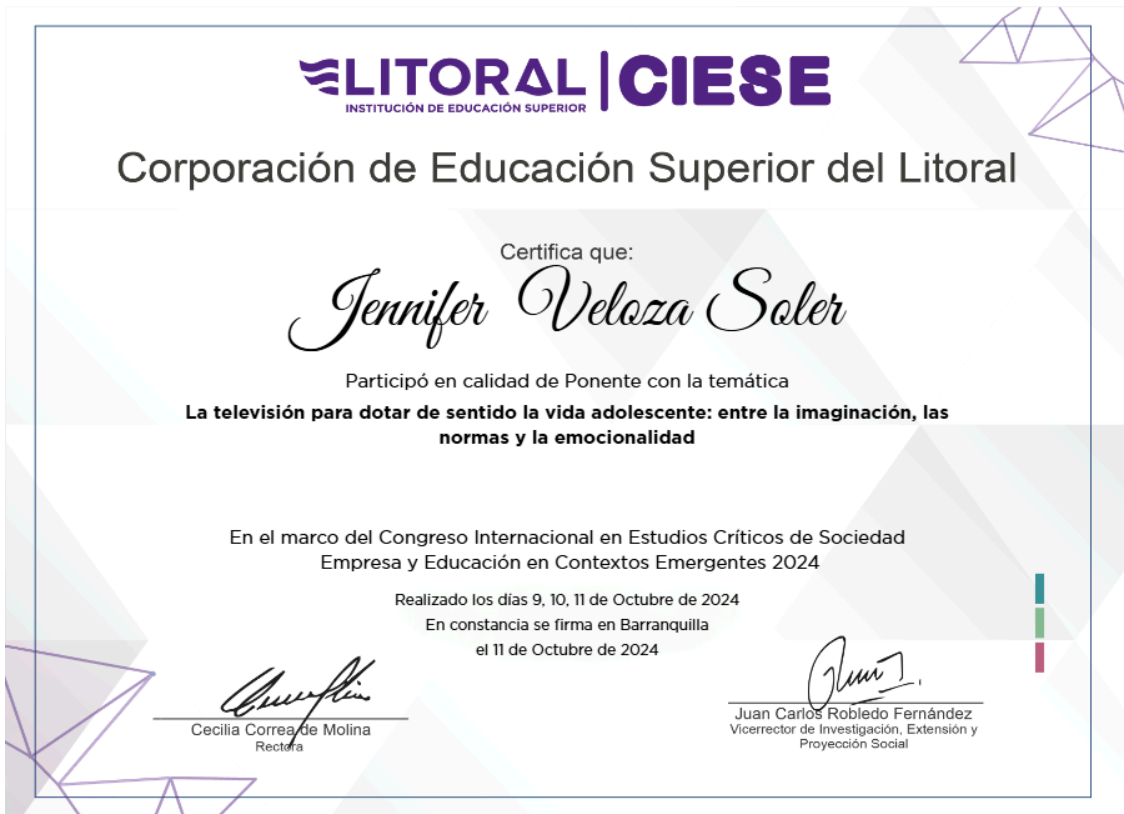 LITORAL | CIESE
INSTITUCIÓN DE EDUCACIÓN SUPERIOR
Corporación de Educación Superior del Litoral
Certifica que:
Jennifer Veloza Soler
Participó en calidad de Ponente con la temática
La televisión para dotar de sentido la vida adolescente: entre la imaginación, las
normas y la emocionalidad
En el marco del Congreso Internacional en Estudios Críticos de Sociedad
Empresa y Educación en Contextos Emergentes 2024
Realizado los días 9, 10, 11 de Octubre de 2024
En constancia se firma en Barranquilla
el 11 de Octubre de 2024
Cecilia Correa de Molina
Rectora
Juan Carlos Robledo Fernández
Vicerrector de Investigación, Extensión y
Proyección Social